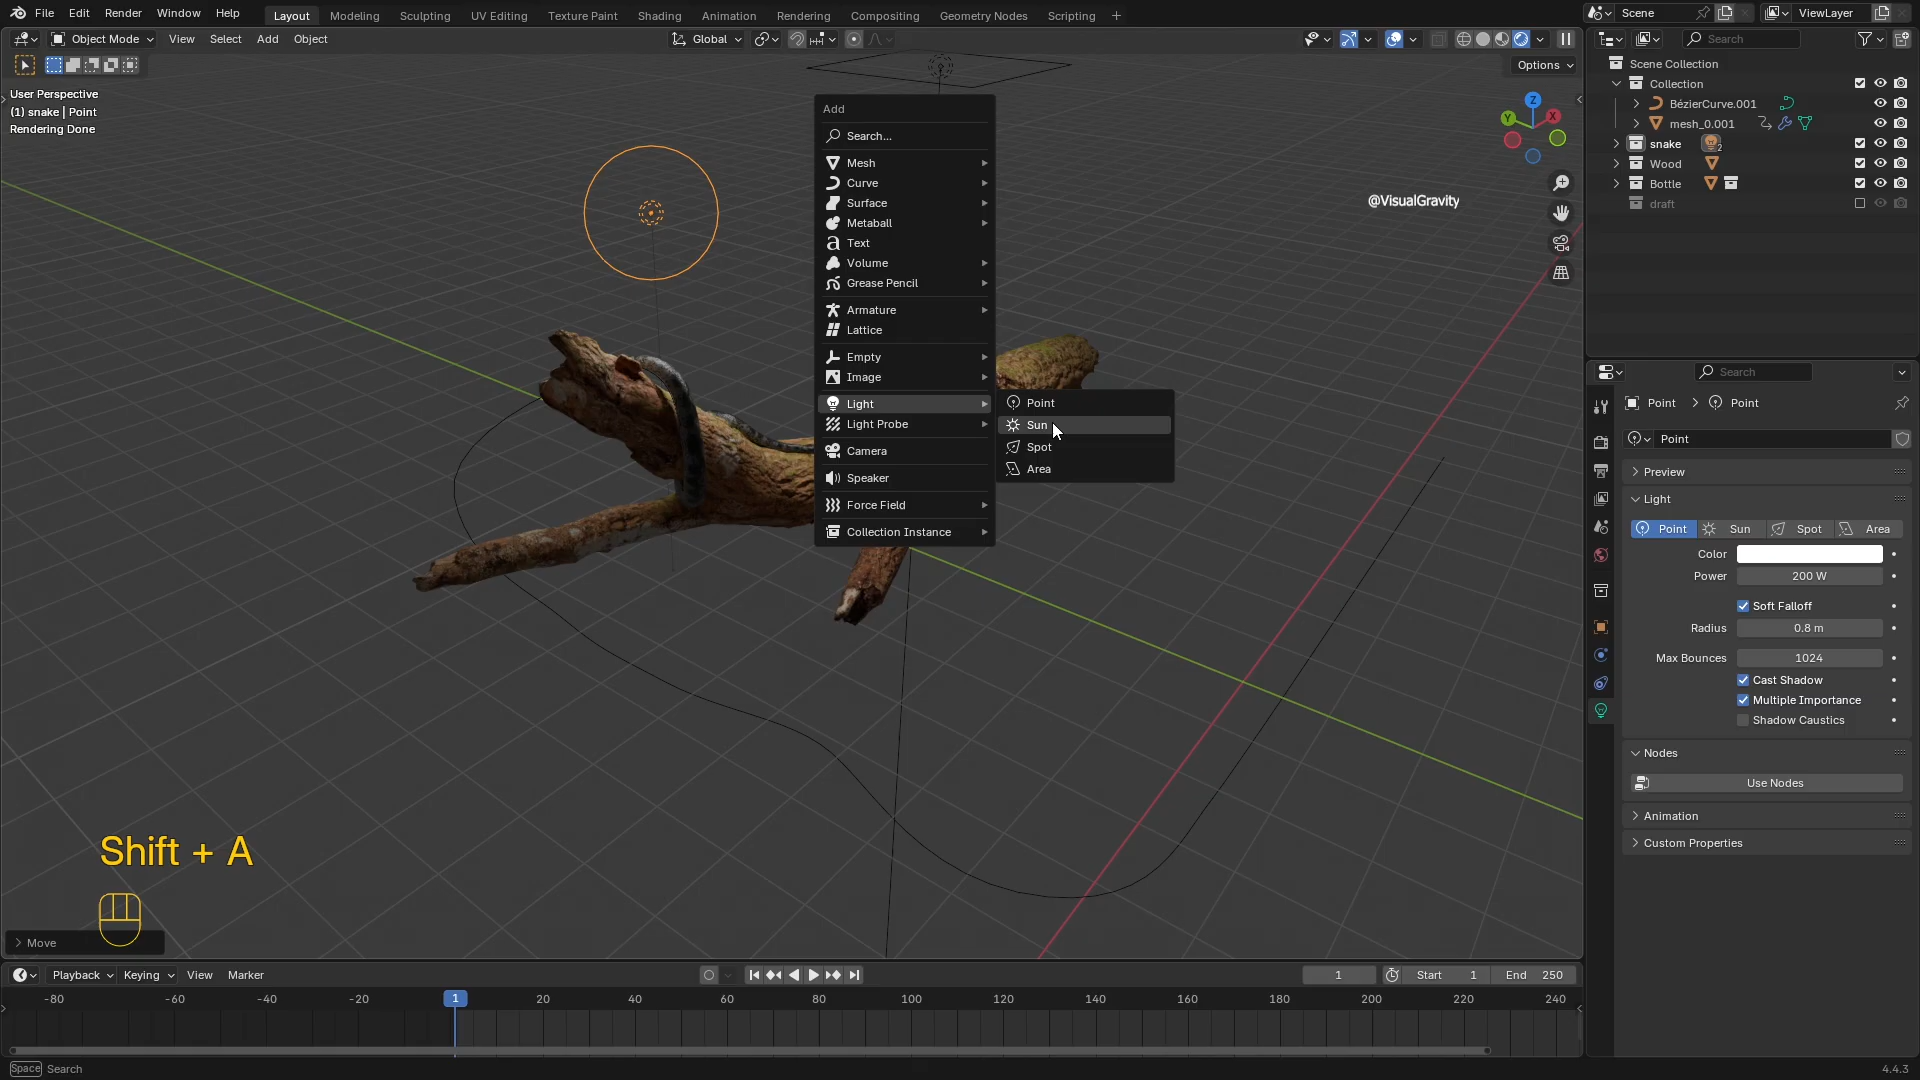 File Edit Render Window Help
Layout Modeling Sculpting UV Editing Texture Paint Shading Animation Rendering Compositing Geometry Nodes Scripting +
Scene
ViewLayer
Object Mode View Select Add Object
Global
Options
User Perspective
(1) snake | Point
Rendering Done
Z
Y
X
@VisualGravity
Add
Search...
Mesh
Curve
Surface
Metaball
Text
Volume
Grease Pencil
Armature
Lattice
Empty
Image
Light
Light Probe
Camera
Speaker
Force Field
Collection Instance
Point
Sun
Spot
Area
Shift + A
Move
Search
Scene Collection
Collection
BézierCurve.001
mesh_0.001
snake 2
Wood
Bottle
draft
Search
Point > Point
Point
Preview
Light
Point Sun Spot Area
Color
Power 200 W
Soft Falloff
Radius 0.8 m
Max Bounces 1024
Cast Shadow
Multiple Importance
Shadow Caustics
Nodes
Use Nodes
Animation
Custom Properties
Playback Keying View Marker
1 Start 1 End 250
-80 -60 -40 -20 1 20 40 60 80 100 120 140 160 180 200 220 240
Space Search
4.4.3